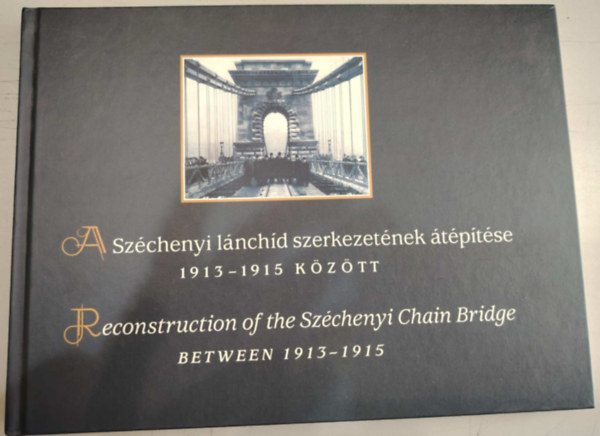 A Széchenyi lánchíd szerkezetének átépítése
1913–1915 KÖZÖTT
Reconstruction of the Széchenyi Chain Bridge
BETWEEN 1913–1915